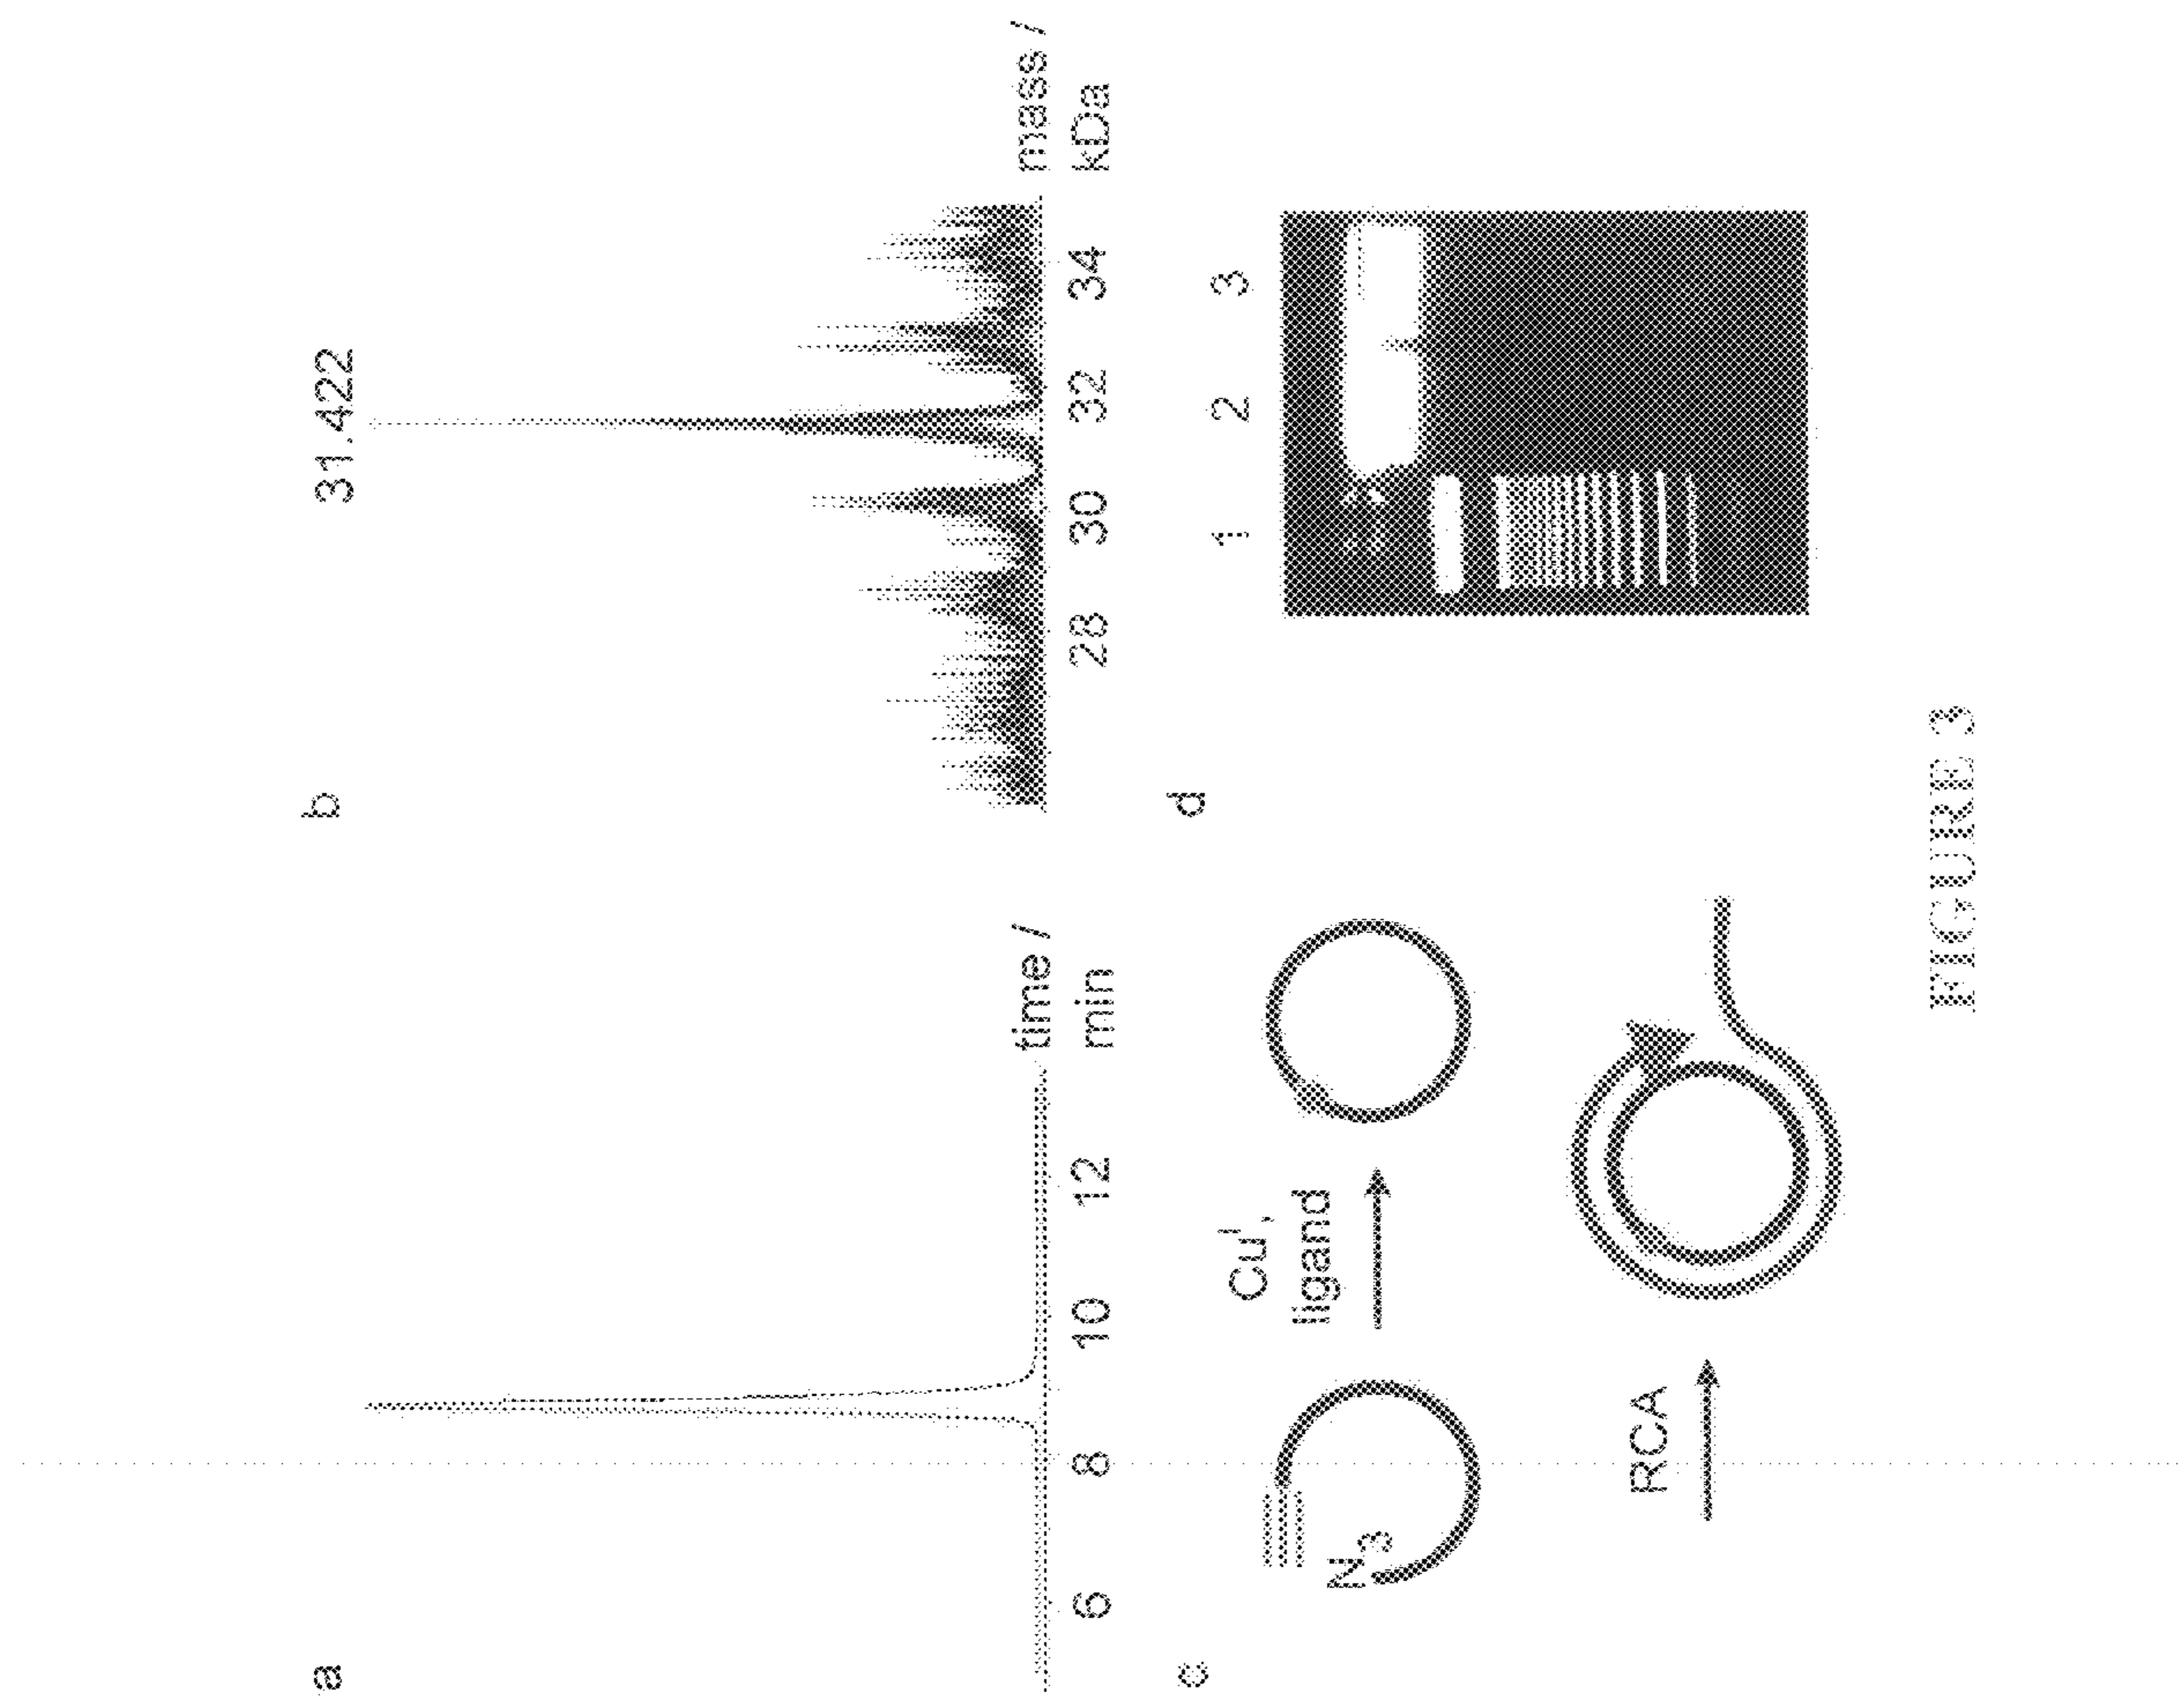 a
6
8
10
12
time /
min
b
31.422
28
30
32
34
mass /
kDa
c
N3
Cu^I,
ligand
RCA
d
1
2
3
FIGURE 3